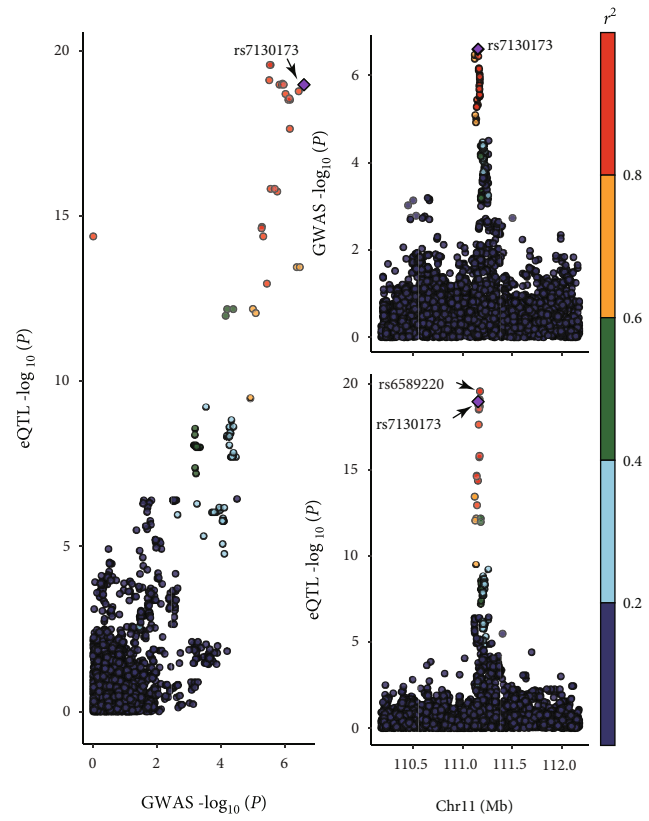 20
15
10
5
0
eQTL -log10 (P)
0 2 4 6
GWAS -log10 (P)
rs7130173
6
4
2
0
GWAS -log10 (P)
rs7130173
20
15
10
5
0
eQTL -log10 (P)
rs6589220
rs7130173
110.5 111.0 111.5 112.0
Chr11 (Mb)
r2
0.8
0.6
0.4
0.2